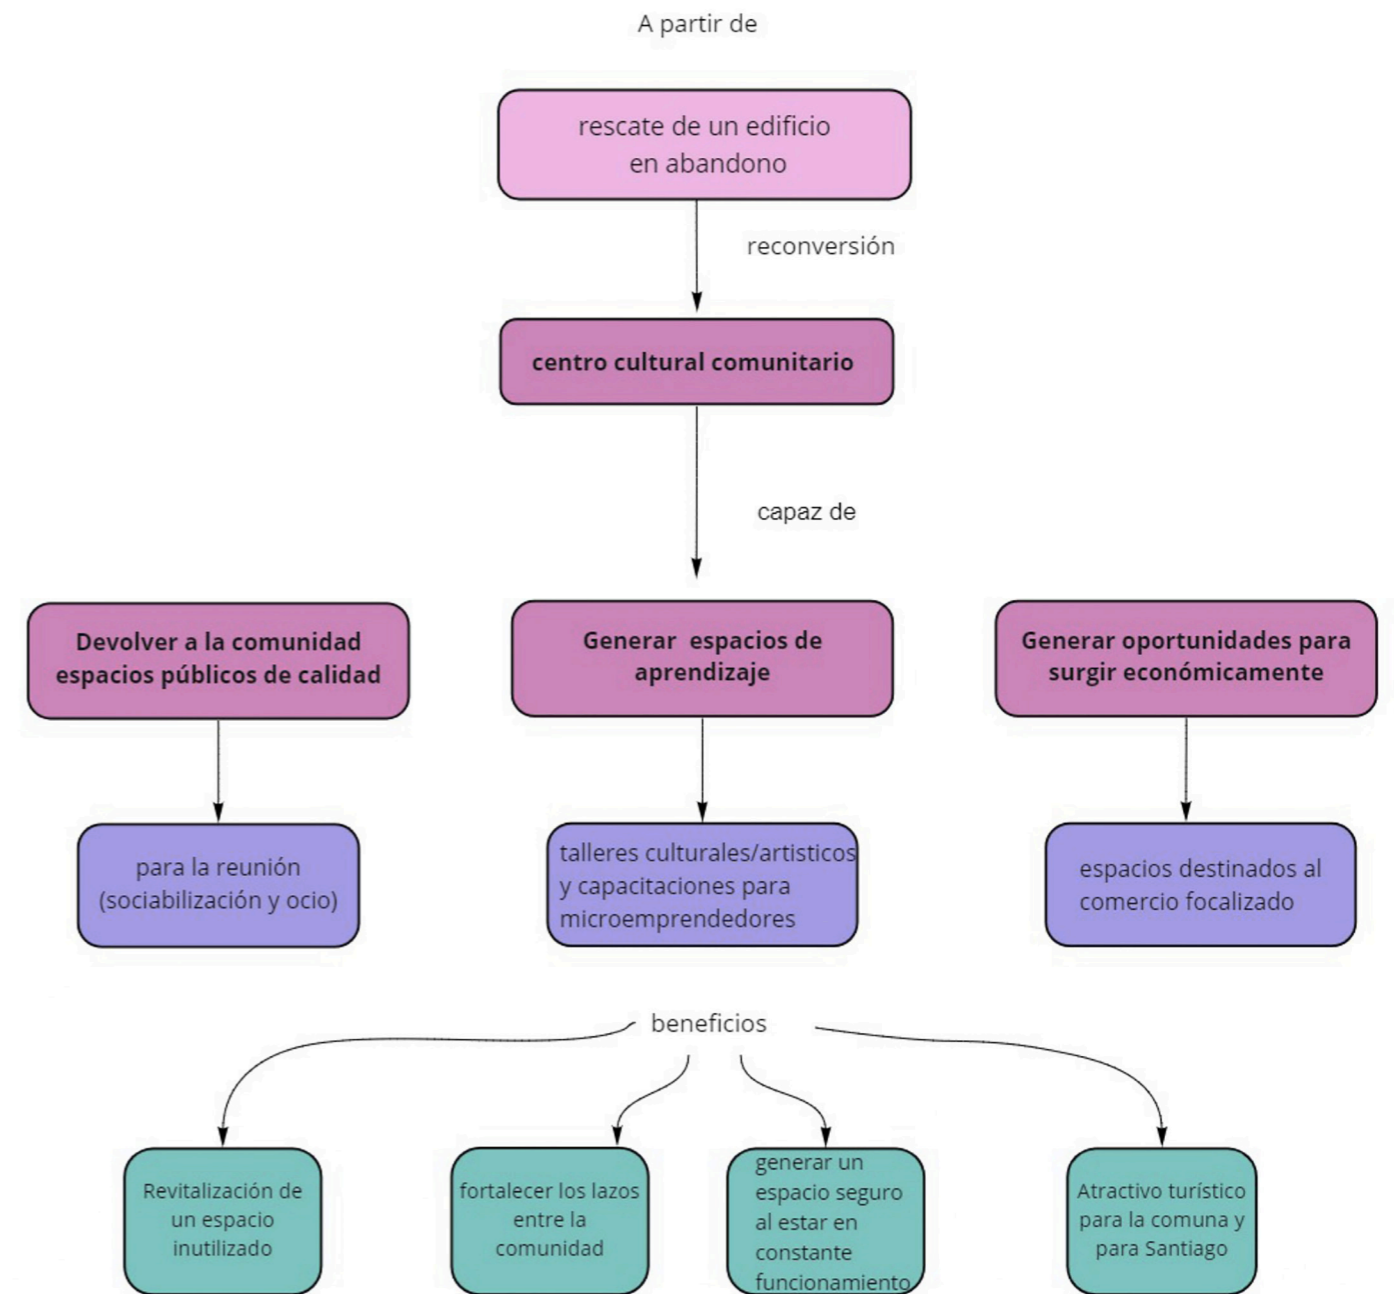 A partir de
rescate de un edificio
en abandono
reconversión
centro cultural comunitario
capaz de
Devolver a la comunidad
espacios públicos de calidad
Generar espacios de
aprendizaje
Generar oportunidades para
surgir económicamente
para la reunión
(sociabilización y ocio)
talleres culturales/artisticos
y capacitaciones para
microemprendedores
espacios destinados al
comercio focalizado
beneficios
Revitalización de
un espacio
inutilizado
fortalecer los lazos
entre la
comunidad
generar un
espacio seguro
al estar en
constante
funcionamiento
Atractivo turístico
para la comuna y
para Santiago